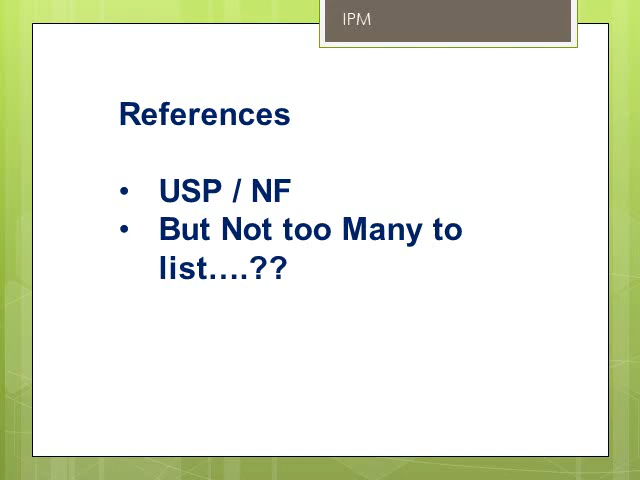 IPM
References
• USP / NF
• But Not too Many to
list….??